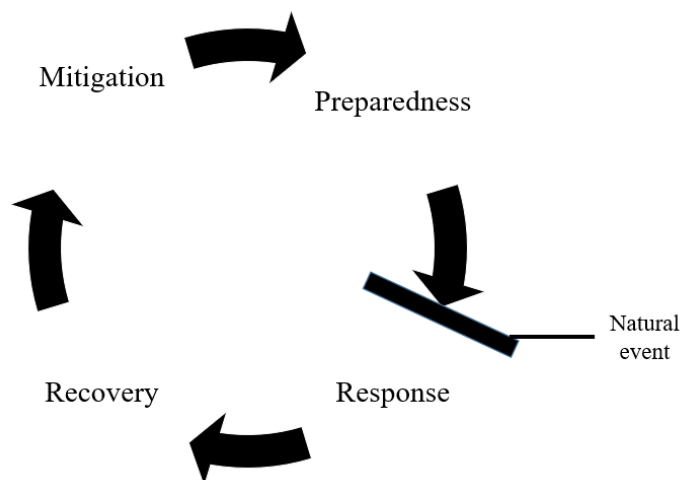 Mitigation
Preparedness
Natural
event
Recovery
Response